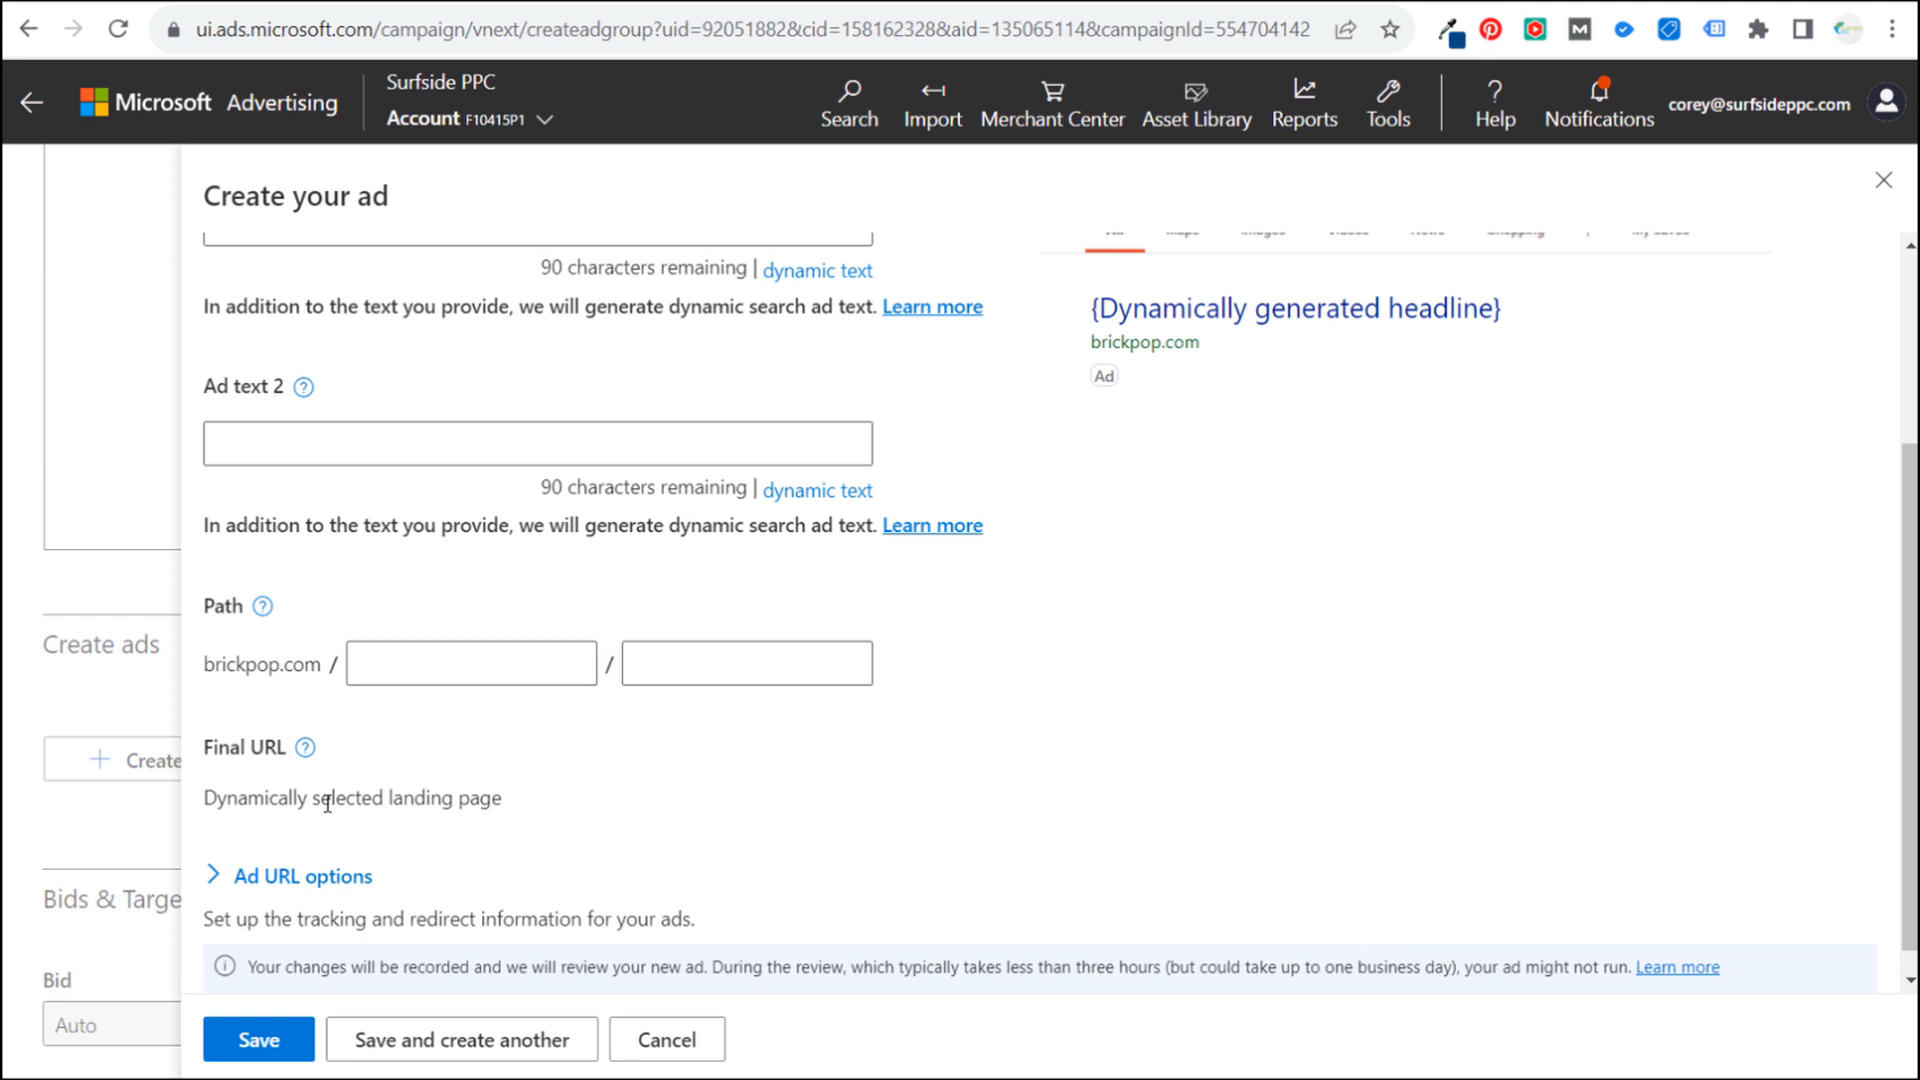 ui.ads.microsoft.com/campaign/vnext/createadgroup?uid=92051882&cid=158162328&aid=135065114&campaignId=554704142
Microsoft Advertising
Surfside PPC
Account F10415P1
Search
Import
Merchant Center
Asset Library
Reports
Tools
Help
Notifications
corey@surfsideppc.com
Create your ad
90 characters remaining | dynamic text
In addition to the text you provide, we will generate dynamic search ad text. Learn more
Ad text 2
90 characters remaining | dynamic text
In addition to the text you provide, we will generate dynamic search ad text. Learn more
Path
brickpop.com /
/
Final URL
Dynamically selected landing page
Ad URL options
Set up the tracking and redirect information for your ads.
Your changes will be recorded and we will review your new ad. During the review, which typically takes less than three hours (but could take up to one business day), your ad might not run. Learn more
Save
Save and create another
Cancel
{Dynamically generated headline}
brickpop.com
Ad
Create ads
Create
Bids & Targe
Bid
Auto